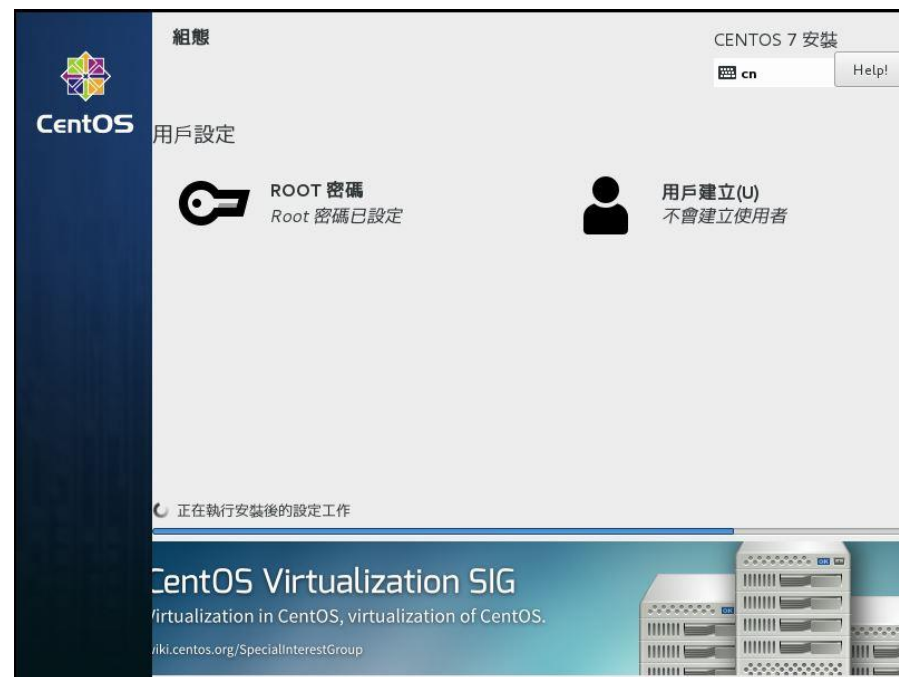 組態
CENTOS 7 安裝
cn
Help!
CentOS
用戶設定
ROOT 密碼
Root 密碼已設定
用戶建立(U)
不會建立使用者
正在執行安裝後的設定工作
CentOS Virtualization SIG
Virtualization in CentOS, virtualization of CentOS.
wiki.centos.org/SpecialInterestGroup